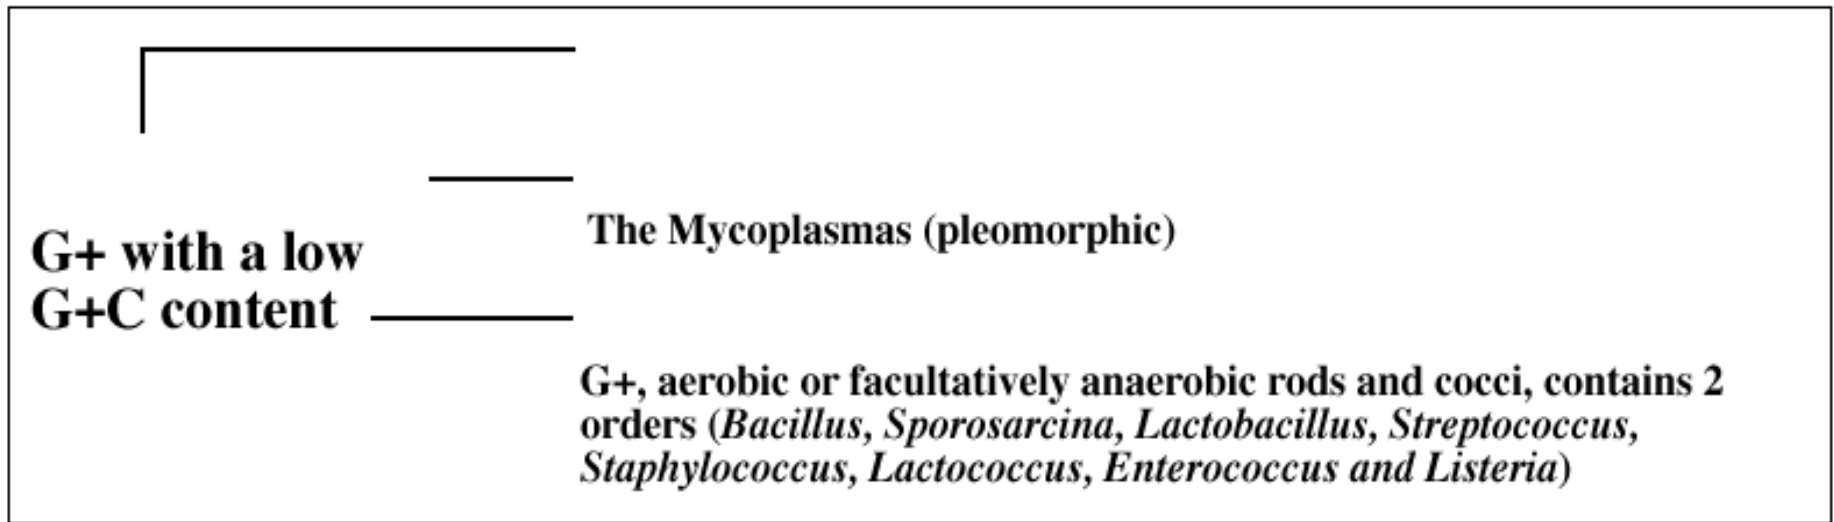 The Mycoplasmas (pleomorphic)
G+ with a low
G+C content
G+, aerobic or facultatively anaerobic rods and cocci, contains 2
orders (Bacillus, Sporosarcina, Lactobacillus, Streptococcus,
Staphylococcus, Lactococcus, Enterococcus and Listeria)